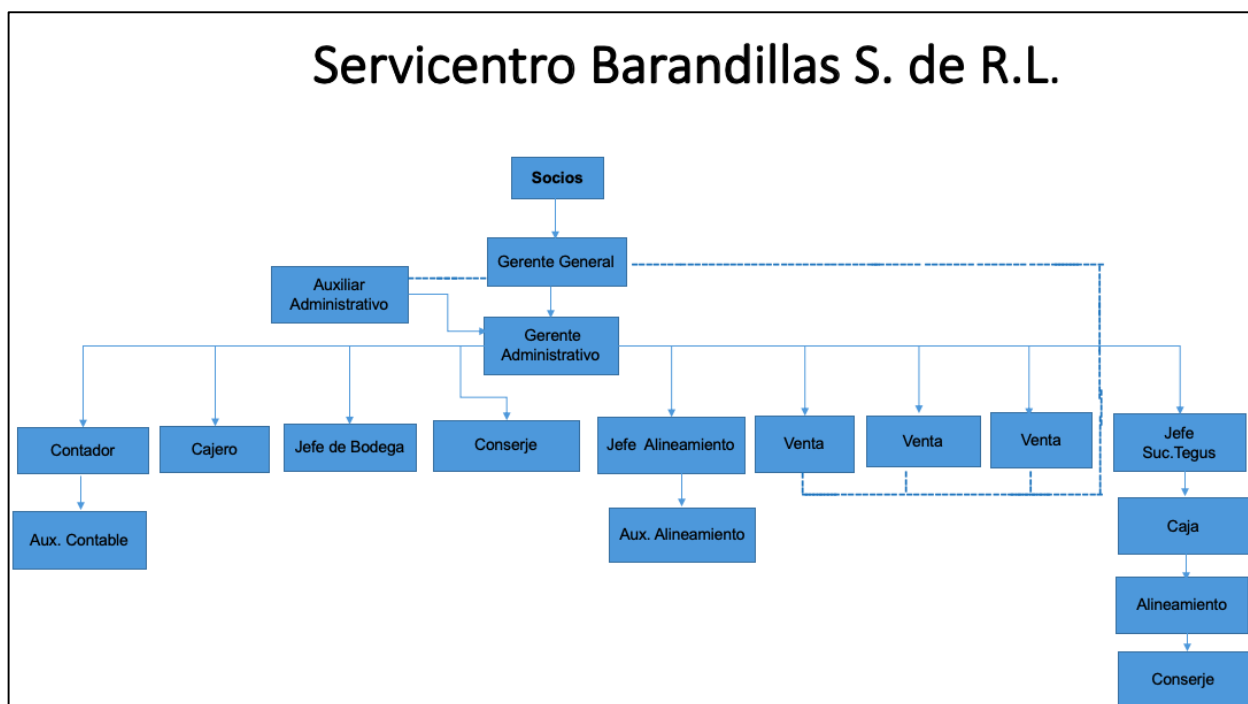 Servicentro Barandillas S. de R.L.
Socios
Gerente General
Auxiliar
Administrativo
Gerente
Administrativo
Contador
Cajero
Jefe de Bodega
Conserje
Jefe Alineamiento
Venta
Venta
Venta
Jefe
Suc.Tegus
Aux. Contable
Aux. Alineamiento
Caja
Alineamiento
Conserje